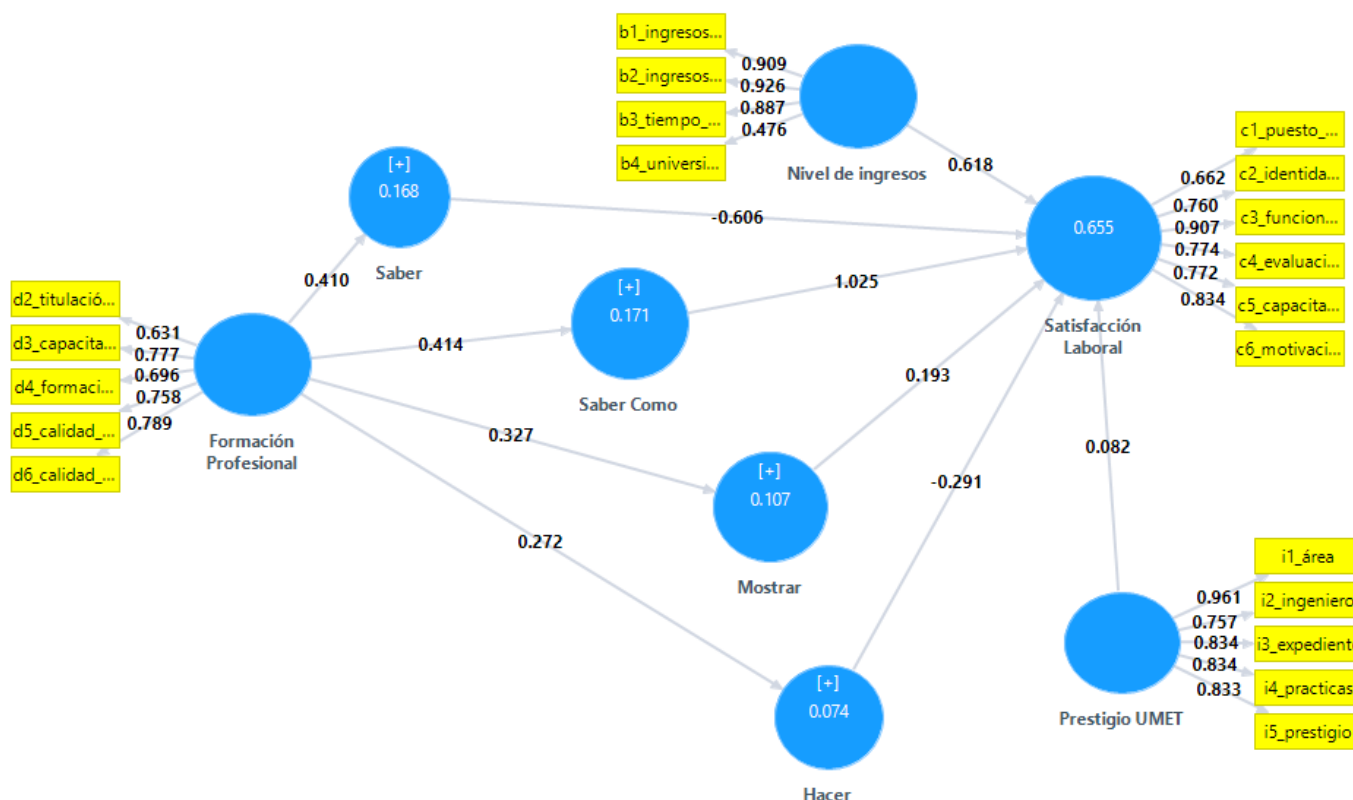 b1_ingresos...
b2_ingresos...
b3_tiempo_...
b4_universi...
0.909
0.926
0.887
0.476
Nivel de ingresos
0.618
c1_puesto_...
c2_identida...
c3_funcion...
c4_evaluaci...
c5_capacita...
c6_motivaci...
0.662
0.760
0.907
0.774
0.772
0.834
0.655
Satisfacción
Laboral
[+]
0.168
Saber
-0.606
0.410
[+]
0.171
Saber Como
1.025
0.414
d2_titulació...
d3_capacita...
d4_formaci...
d5_calidad_...
d6_calidad_...
0.631
0.777
0.696
0.758
0.789
Formación
Profesional
0.327
[+]
0.107
Mostrar
0.193
0.272
[+]
0.074
Hacer
-0.291
0.082
Prestigio UMET
0.961
0.757
0.834
0.834
0.833
i1_área
i2_ingeniero
i3_expediente
i4_practicas
i5_prestigio